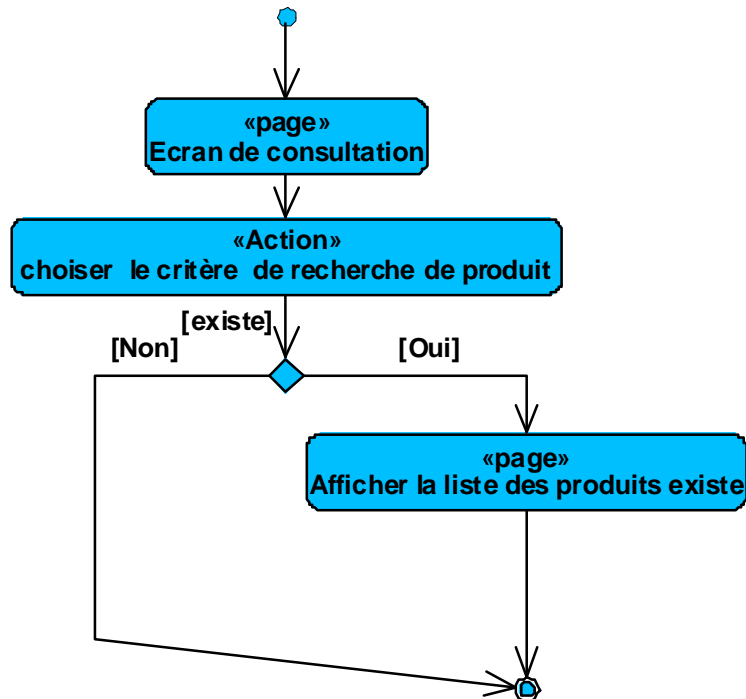 «page»
Ecran de consultation
«Action»
choiser le critère de recherche de produit
[existe]
[Non]
[Oui]
«page»
Afficher la liste des produits existe